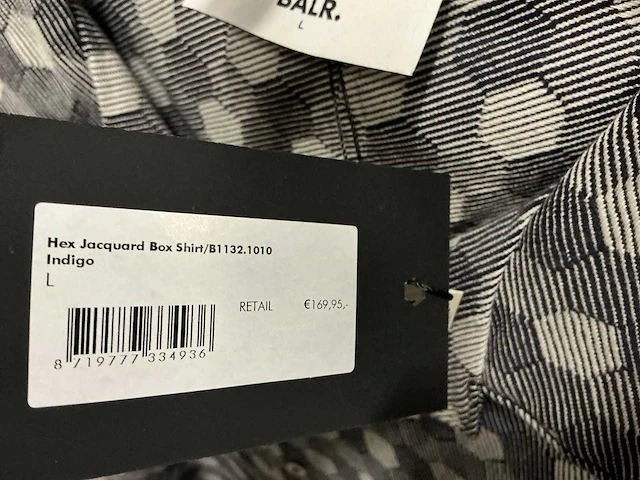 BALR.
L
Hex Jacquard Box Shirt/B1132.1010
Indigo
L
RETAIL €169,95,-
8 719777 334936